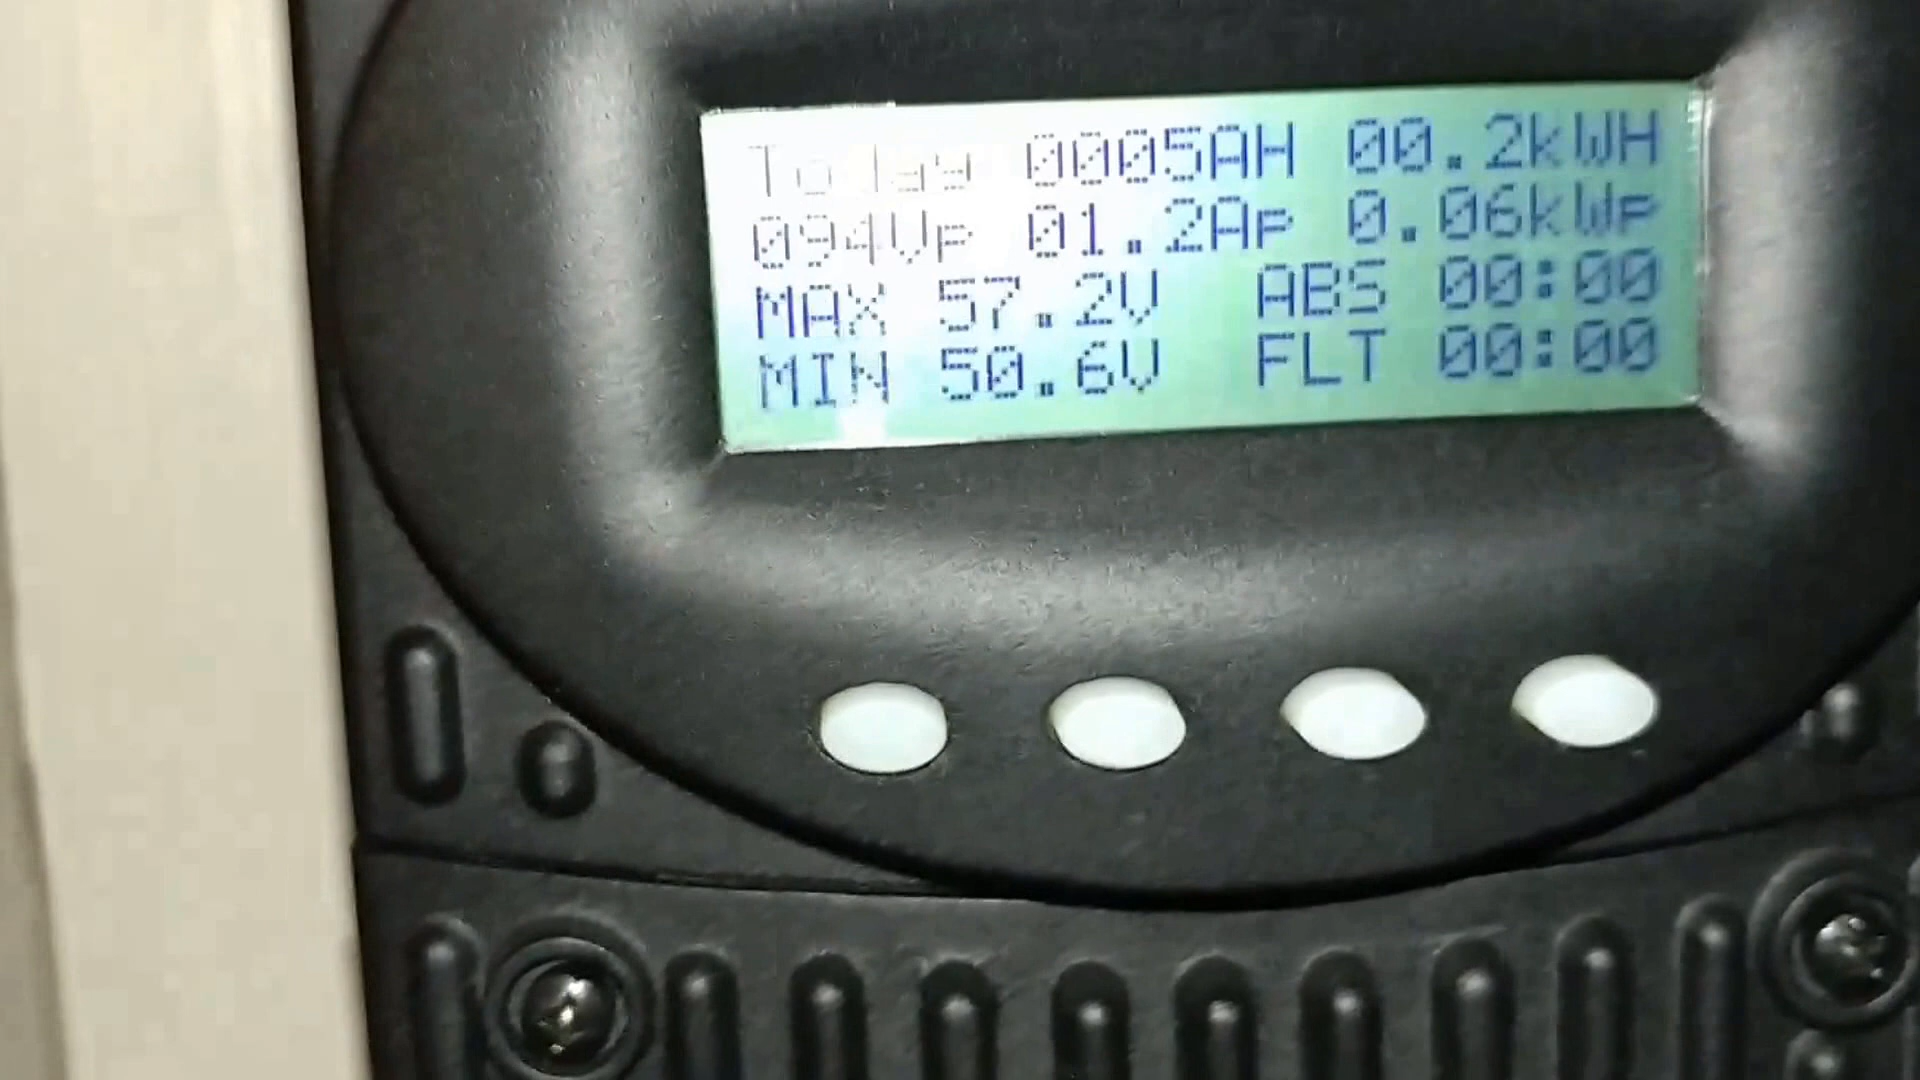 Today 0005AH 00.2kWH
094Vp 01.2Ap 0.06kWp
MAX 57.2V ABS 00:00
MIN 50.6V FLT 00:00